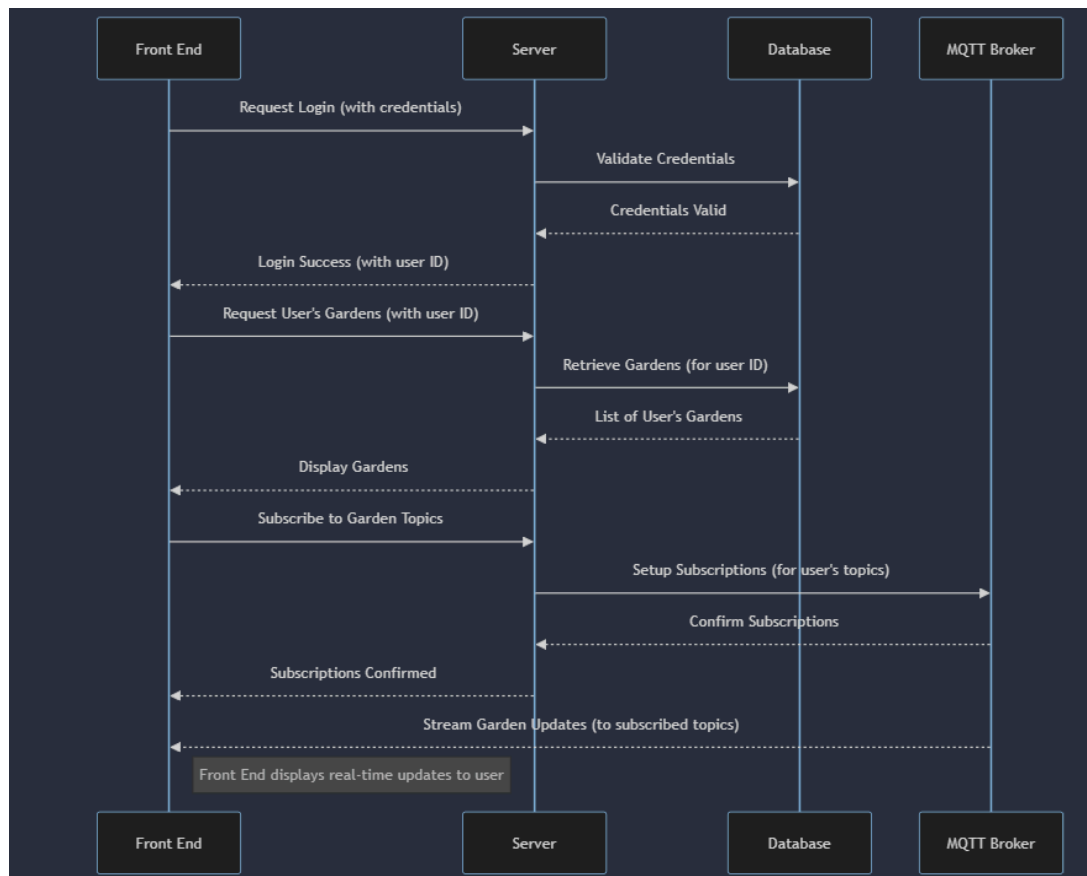 Front End
Server
Database
MQTT Broker
Request Login (with credentials)
Validate Credentials
Credentials Valid
Login Success (with user ID)
Request User's Gardens (with user ID)
Retrieve Gardens (for user ID)
List of User's Gardens
Display Gardens
Subscribe to Garden Topics
Setup Subscriptions (for user's topics)
Confirm Subscriptions
Subscriptions Confirmed
Stream Garden Updates (to subscribed topics)
Front End displays real-time updates to user
Front End
Server
Database
MQTT Broker